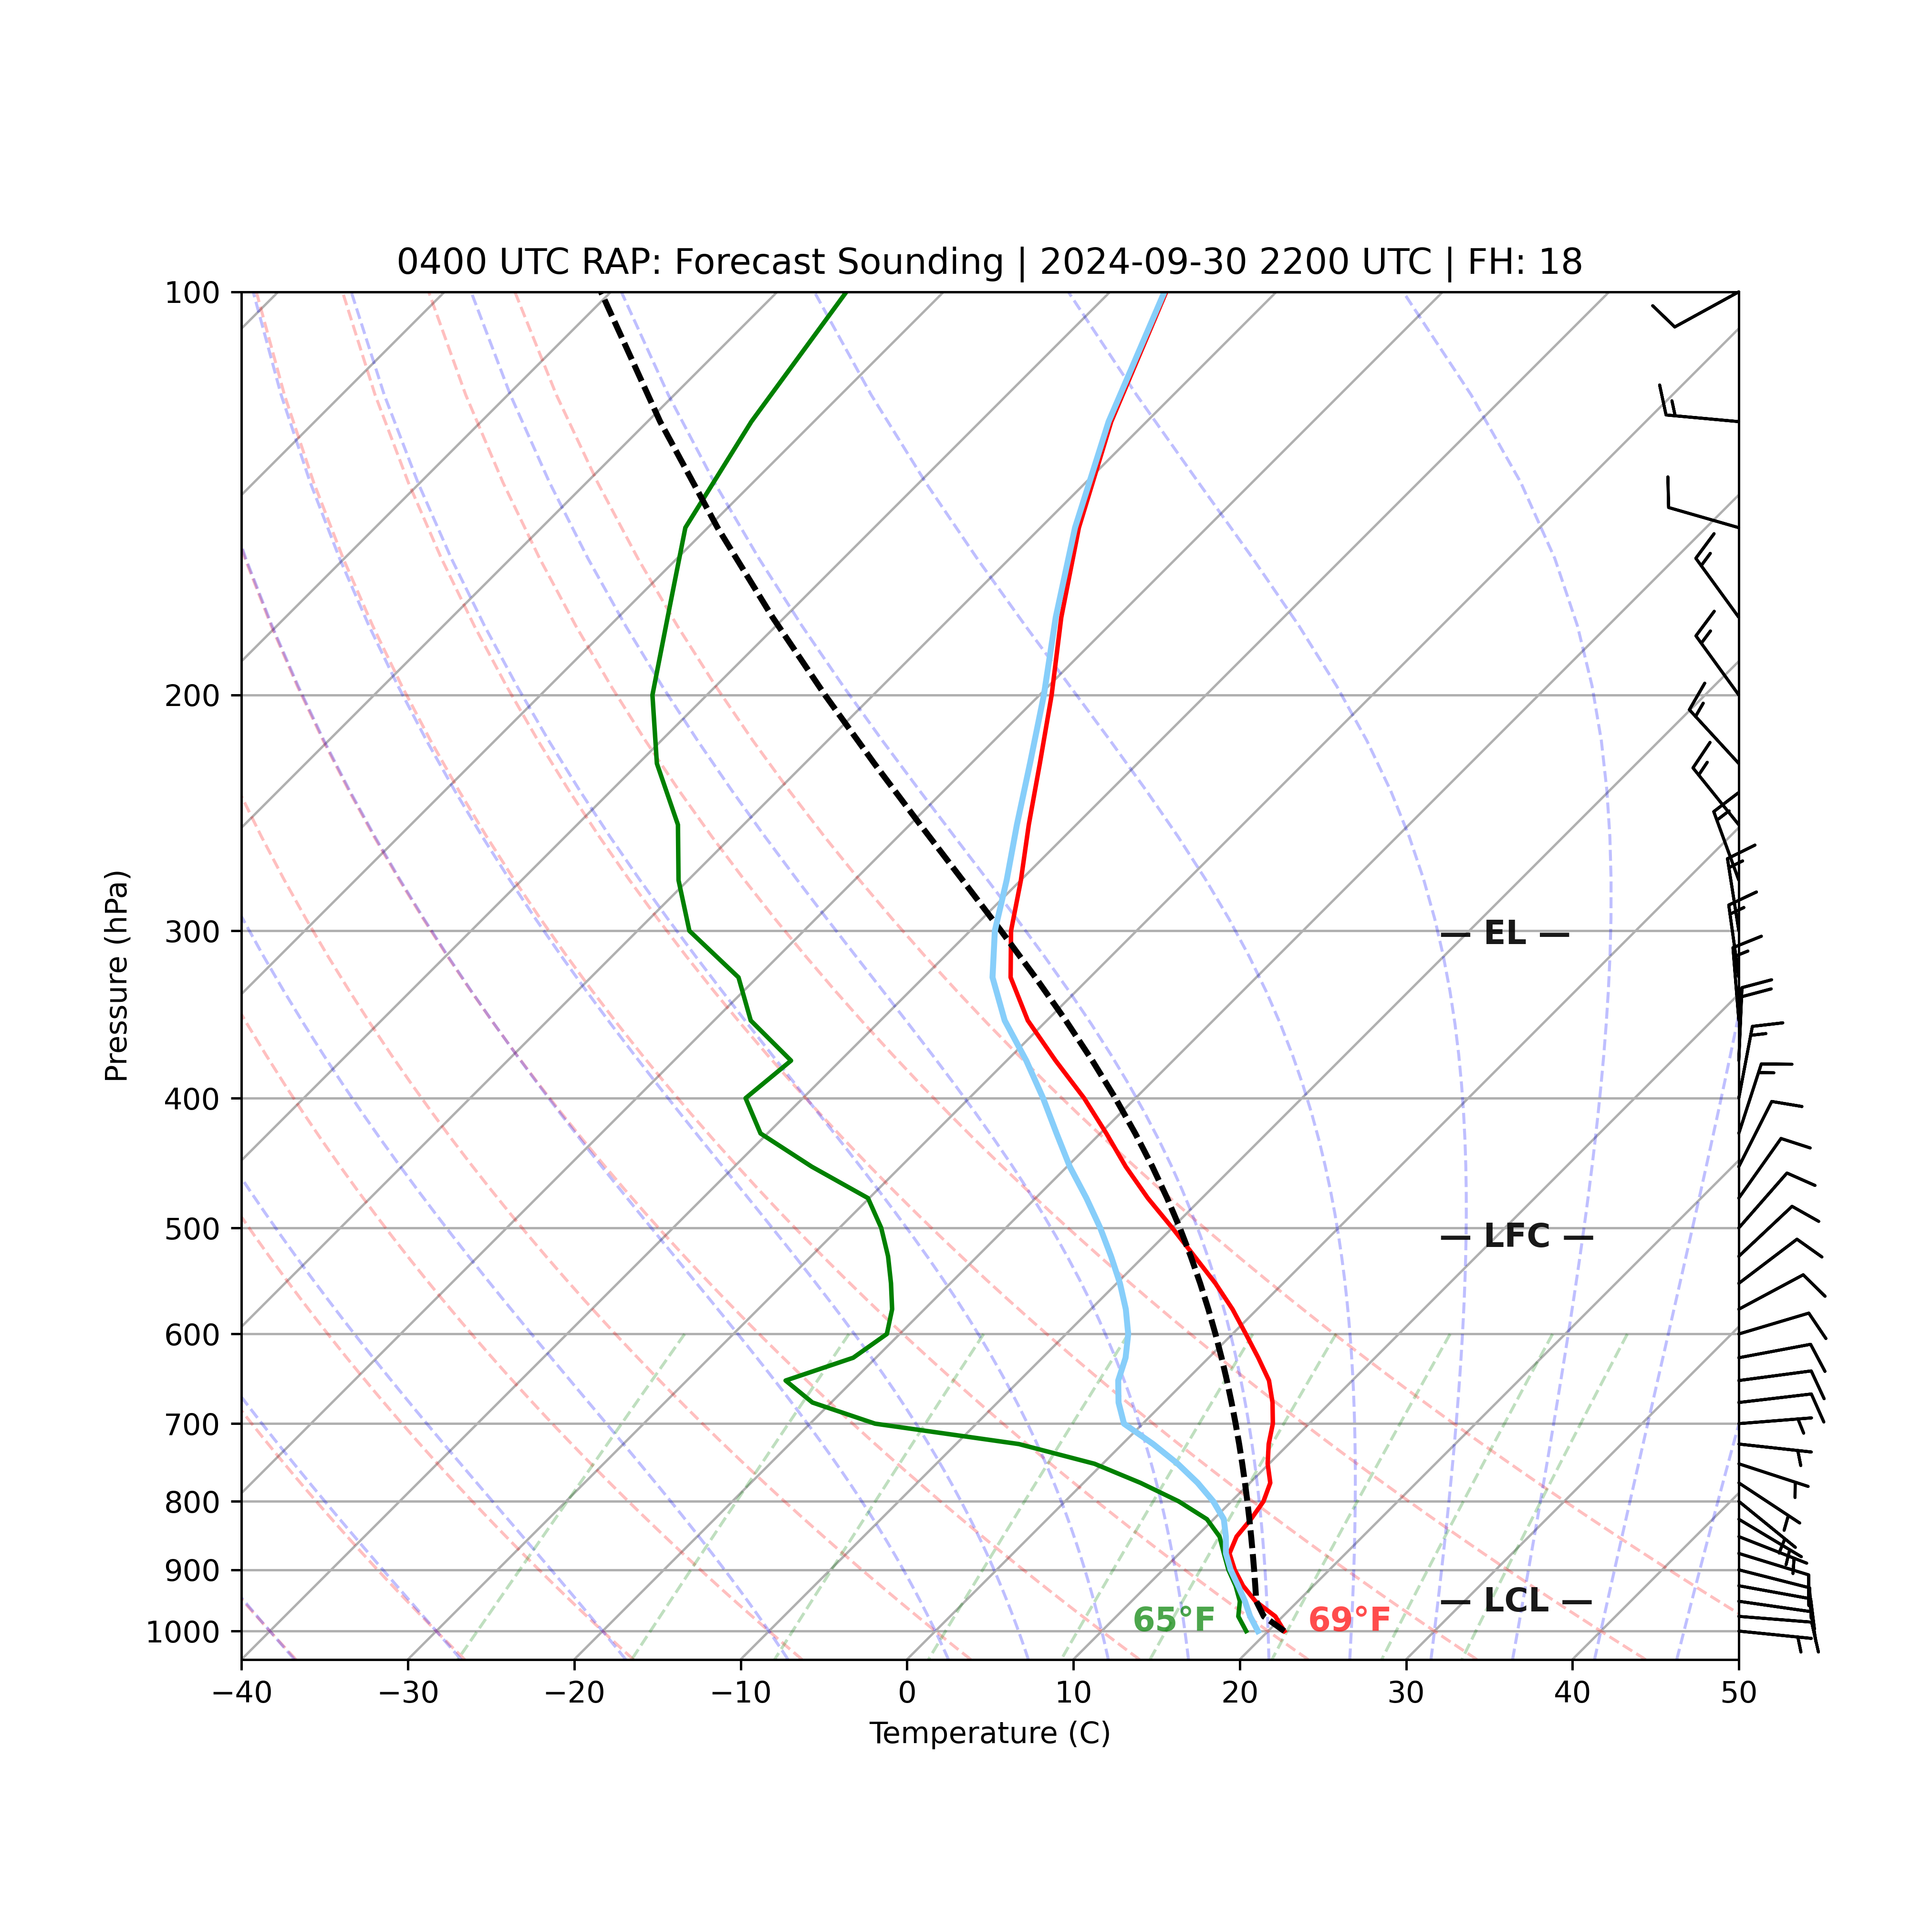 0400 UTC RAP: Forecast Sounding | 2024-09-30 2200 UTC | FH: 18
100
200
300
400
500
600
700
800
900
1000
Pressure (hPa)
— EL —
— LFC —
— LCL —
65°F
69°F
−40 −30 −20 −10 0 10 20 30 40 50
Temperature (C)